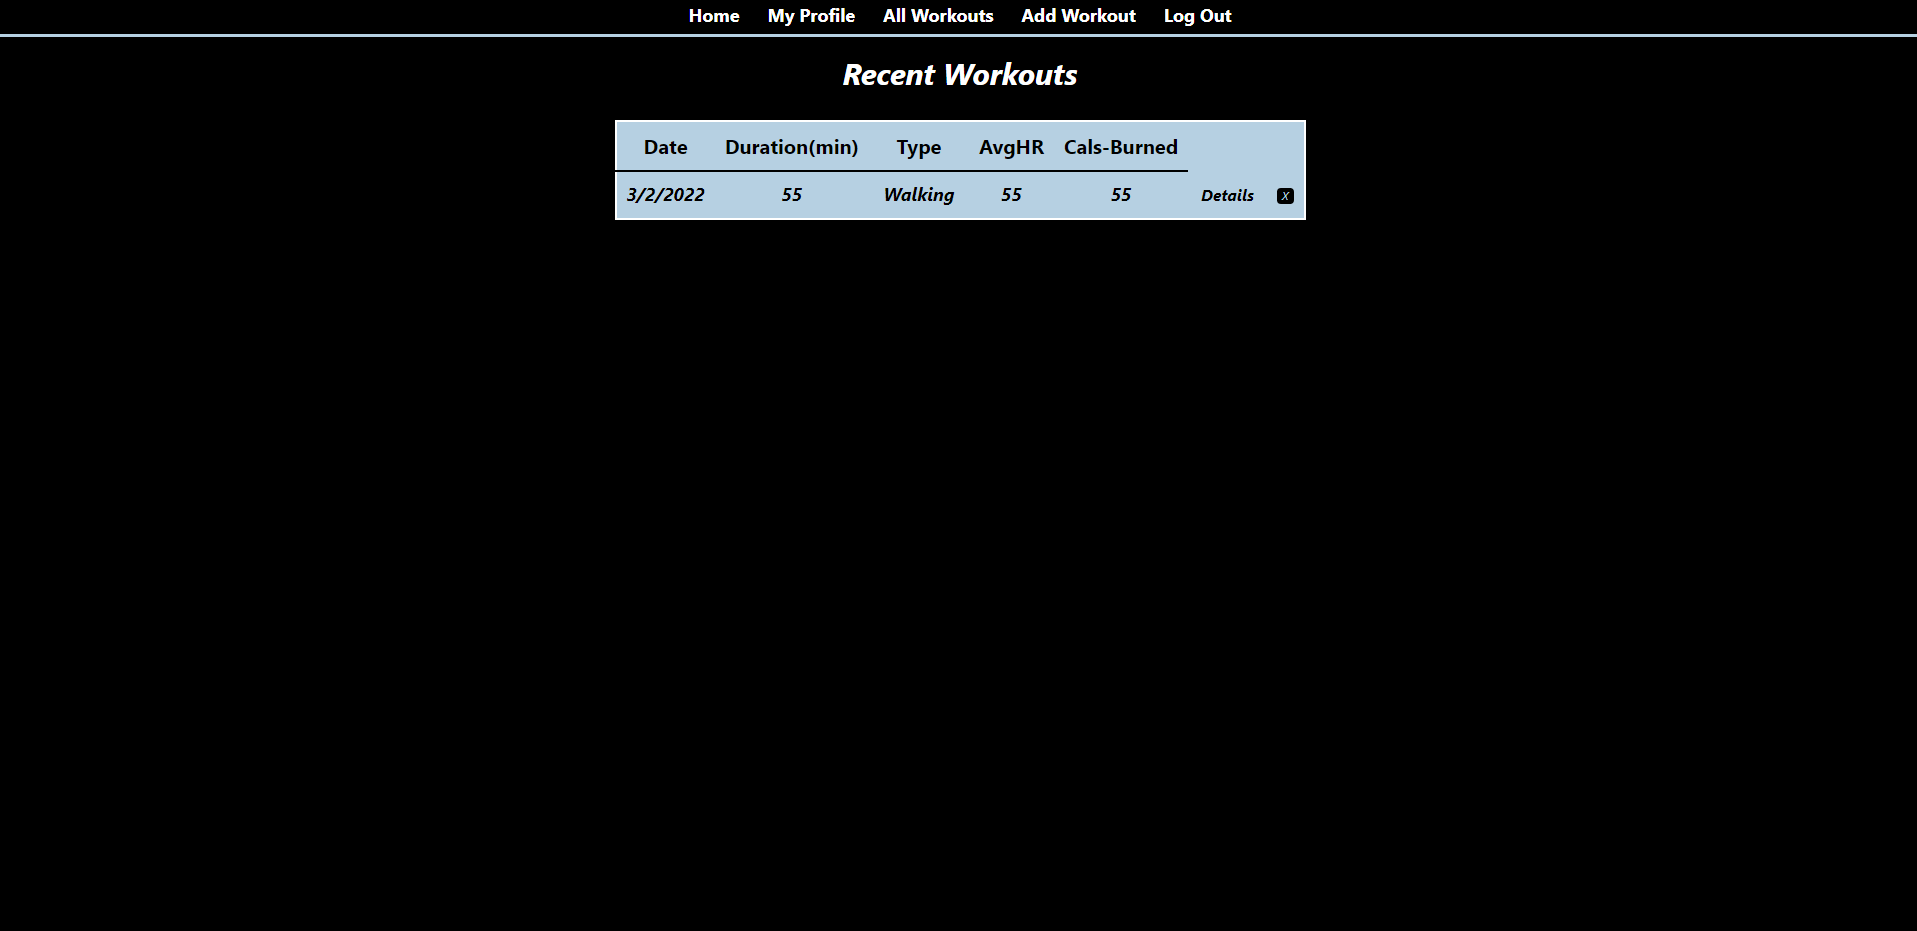 Home My Profile All Workouts Add Workout Log Out
Recent Workouts
Date Duration(min) Type AvgHR Cals-Burned
3/2/2022 55 Walking 55 55 Details X